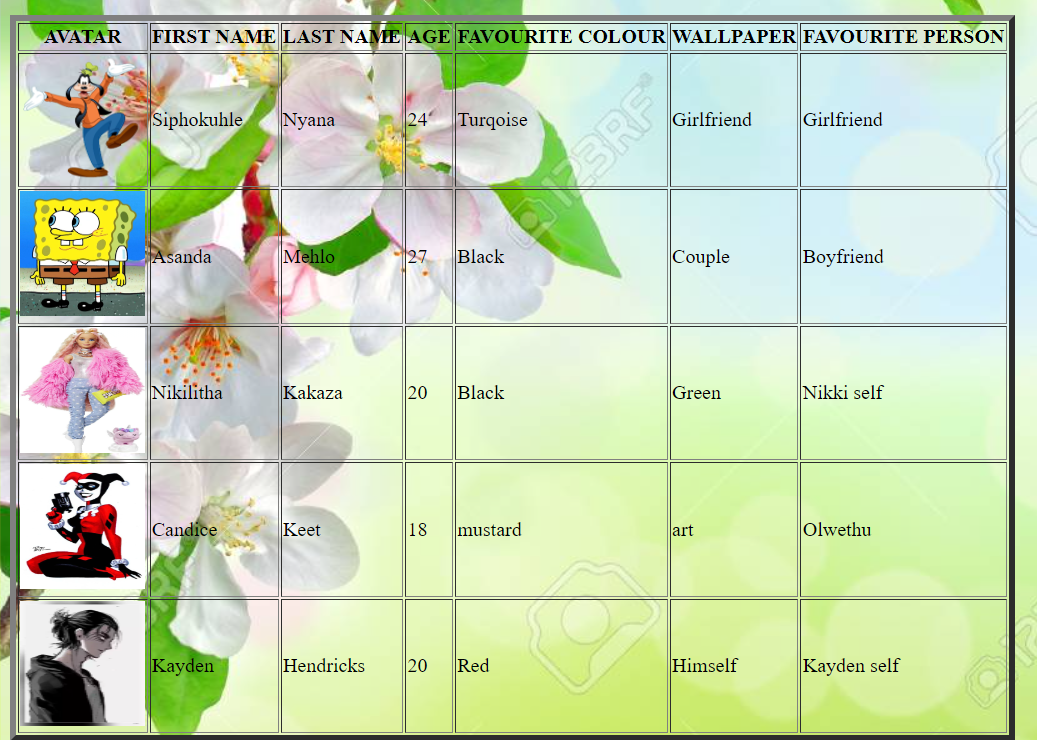 AVATAR FIRST NAME LAST NAME AGE FAVOURITE COLOUR WALLPAPER FAVOURITE PERSON
Siphokuhle Nyana 24 Turqoise Girlfriend Girlfriend
Asanda Mehlo 27 Black Couple Boyfriend
Nikilitha Kakaza 20 Black Green Nikki self
Candice Keet 18 mustard art Olwethu
Kayden Hendricks 20 Red Himself Kayden self
123RF